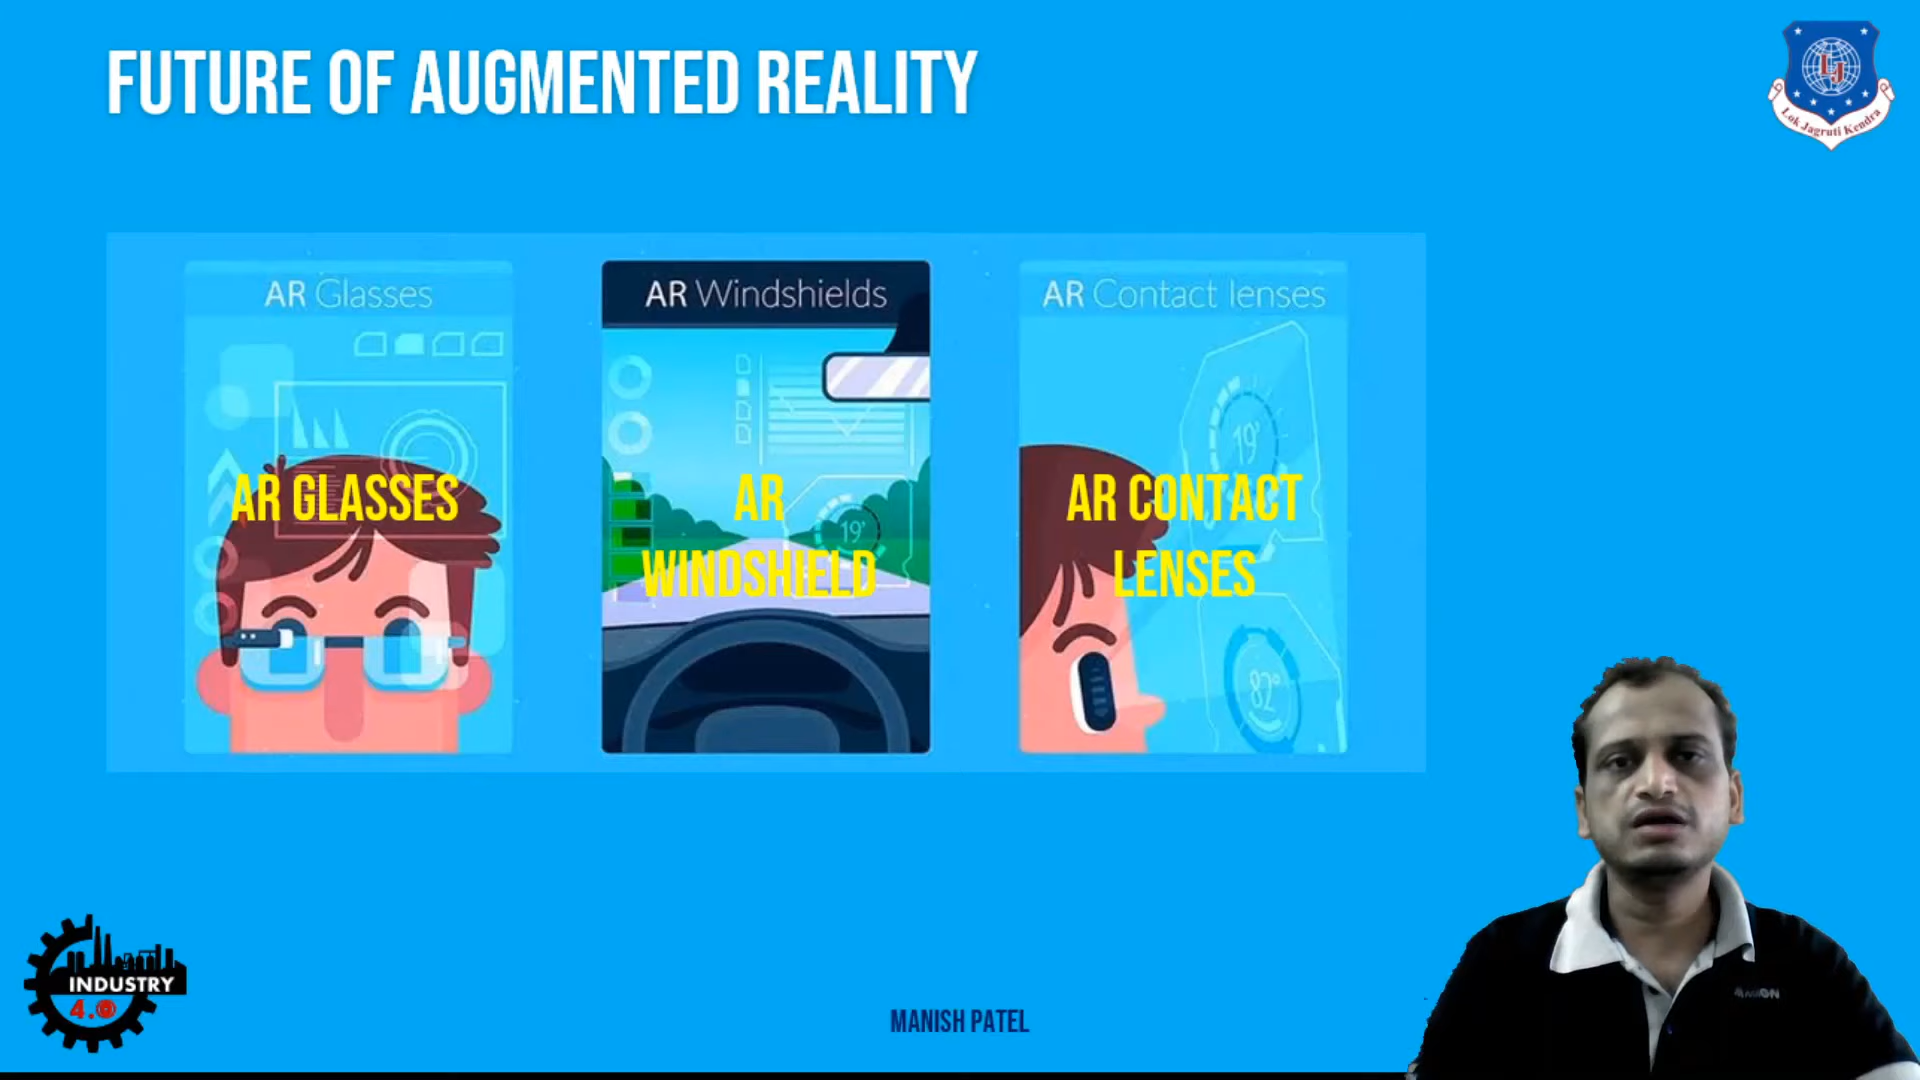 FUTURE OF AUGMENTED REALITY
LJ
Lok Jagruti Kendra
AR Glasses
AR Windshields
AR Contact lenses
AR GLASSES
AR
WINDSHIELD
AR CONTACT
LENSES
19°
19°
82°
INDUSTRY
4.0
MANISH PATEL